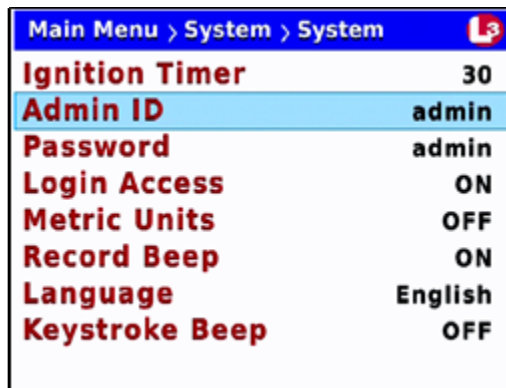 Main Menu > System > System L3
Ignition Timer 30
Admin ID admin
Password admin
Login Access ON
Metric Units OFF
Record Beep ON
Language English
Keystroke Beep OFF